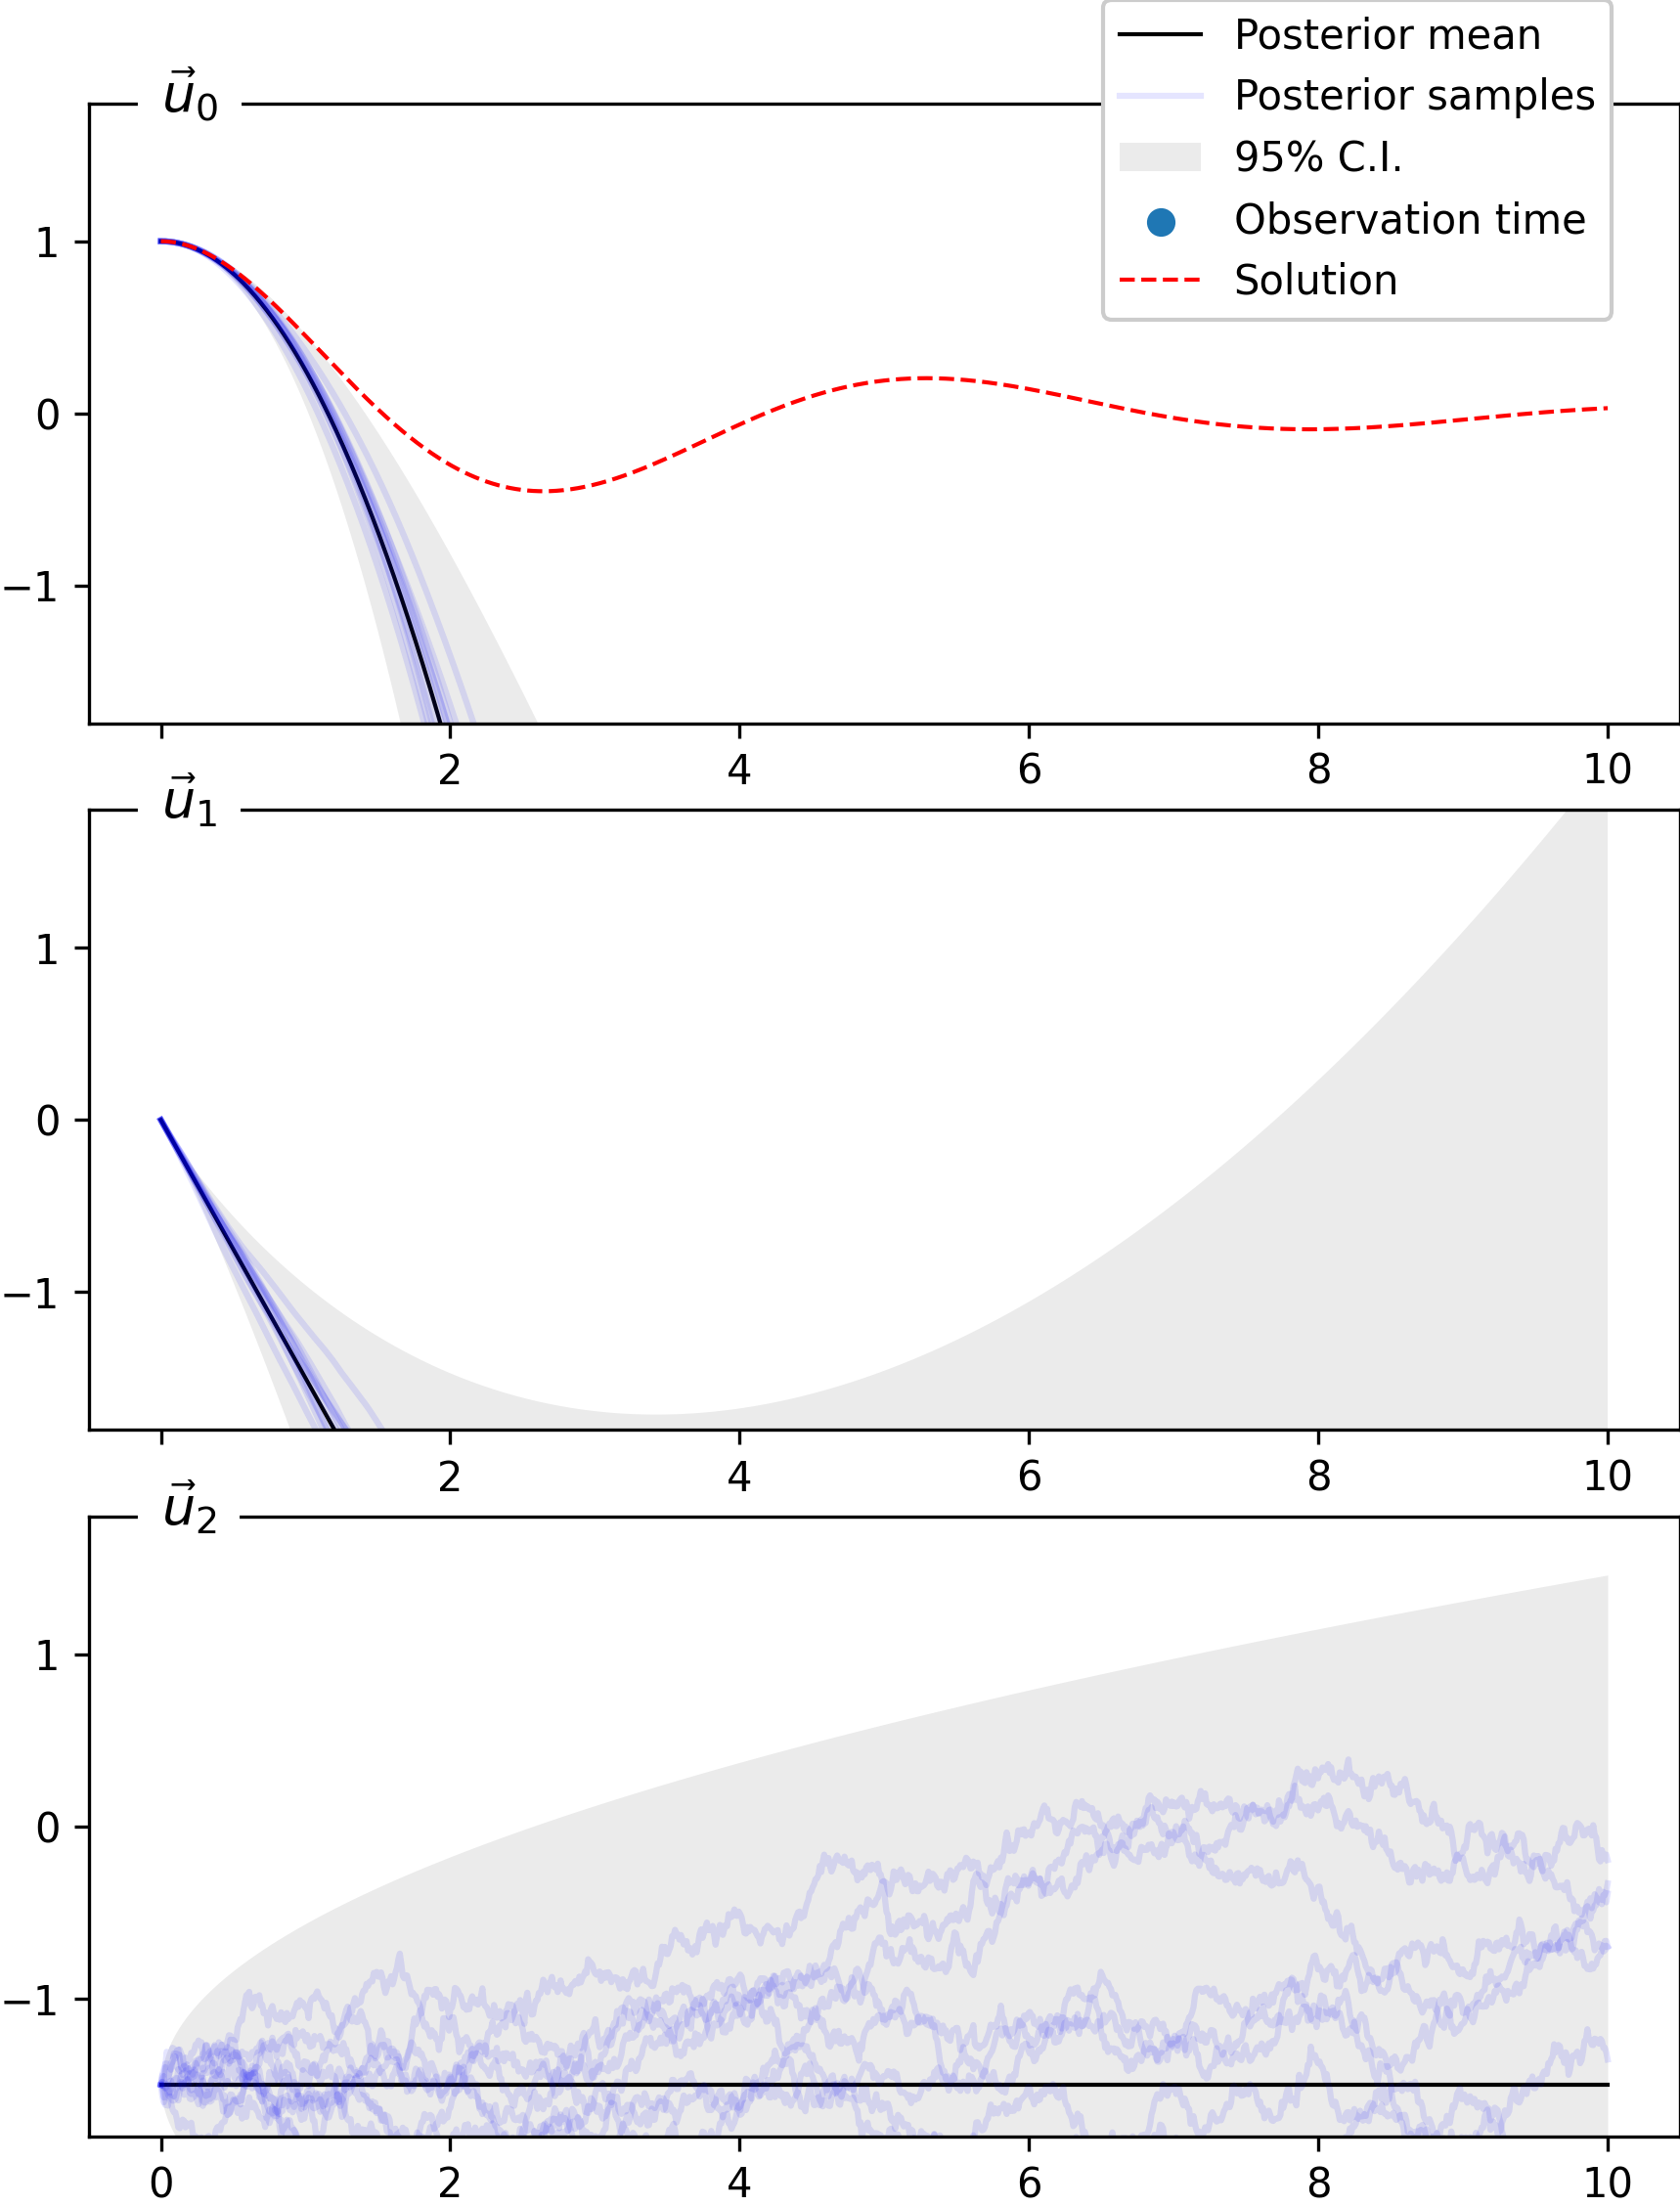 Posterior mean
Posterior samples
95% C.I.
Observation time
Solution
u⃗₀
1
0
−1
2 4 6 8 10
u⃗₁
1
0
−1
2 4 6 8 10
u⃗₂
1
0
−1
0 2 4 6 8 10